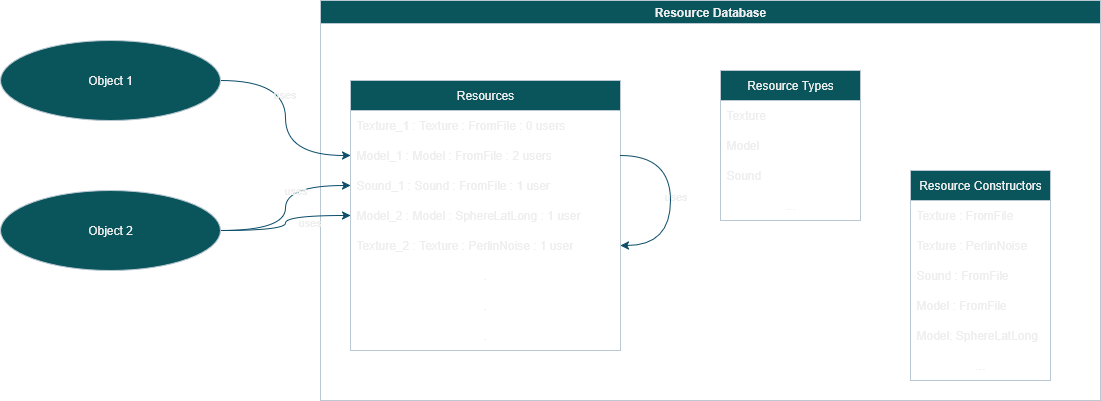 Resource Database
Object 1
uses
Resources
Texture_1 : Texture : FromFile : 0 users
Model_1 : Model : FromFile : 2 users
Sound_1 : Sound : FromFile : 1 user
Model_2 : Model : SphereLatLong : 1 user
Texture_2 : Texture : PerlinNoise : 1 user
.
.
uses
Object 2
uses
uses
Resource Types
Texture
Model
Sound
...
Resource Constructors
Texture : FromFile
Texture : PerlinNoise
Sound : FromFile
Model : FromFile
Model: SphereLatLong
...